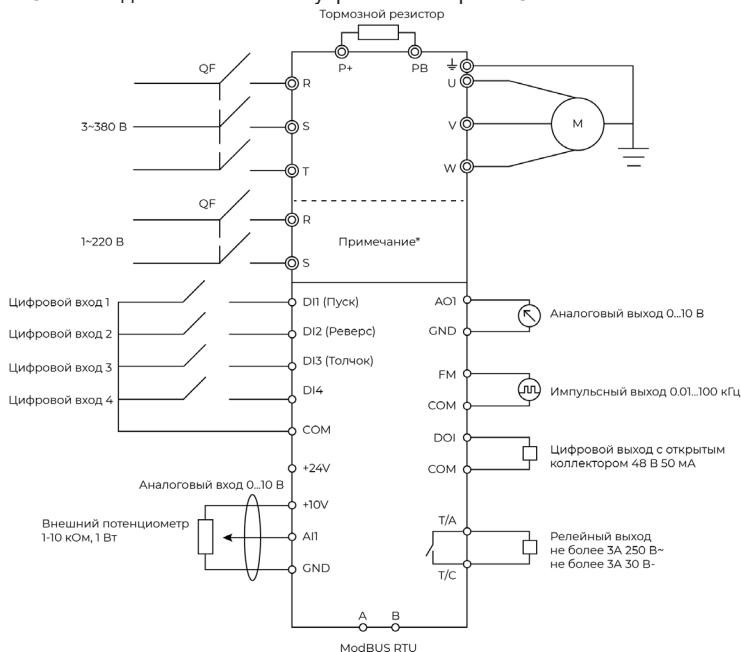 Тормозной резистор
P+
PB
QF
R
U
3~380 В
S
V
M
T
W
QF
R
1~220 В
Примечание*
S
Цифровой вход 1
DI1 (Пуск)
AO1
Аналоговый выход 0...10 В
Цифровой вход 2
DI2 (Реверс)
GND
Цифровой вход 3
DI3 (Толчок)
FM
Цифровой вход 4
DI4
Импульсный выход 0.01...100 кГц
COM
COM
DOI
Цифровой выход с открытым
коллектором 48 В 50 мА
+24V
COM
Аналоговый вход 0...10 В
+10V
Внешний потенциометр
1-10 кОм, 1 Вт
AI1
GND
T/A
Релейный выход
не более 3А 250 В~
не более 3А 30 В-
T/C
A
B
ModBUS RTU